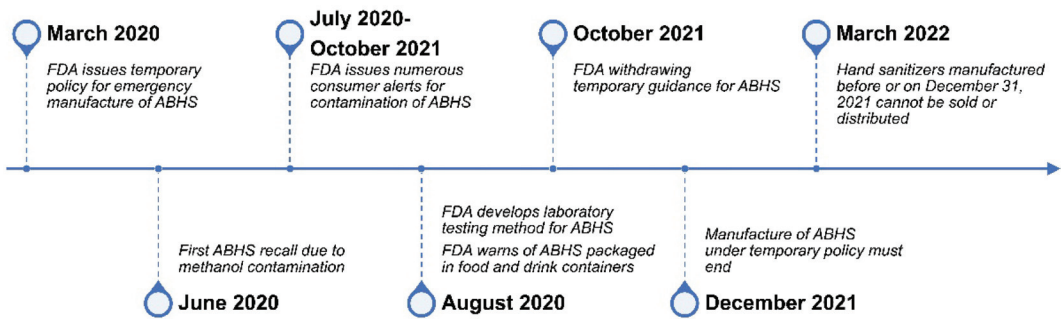 March 2020
FDA issues temporary
policy for emergency
manufacture of ABHS
July 2020-
October 2021
FDA issues numerous
consumer alerts for
contamination of ABHS
October 2021
FDA withdrawing
temporary guidance for ABHS
March 2022
Hand sanitizers manufactured
before or on December 31,
2021 cannot be sold or
distributed
First ABHS recall due to
methanol contamination
June 2020
FDA develops laboratory
testing method for ABHS
FDA warns of ABHS packaged
in food and drink containers
August 2020
Manufacture of ABHS
under temporary policy must
end
December 2021